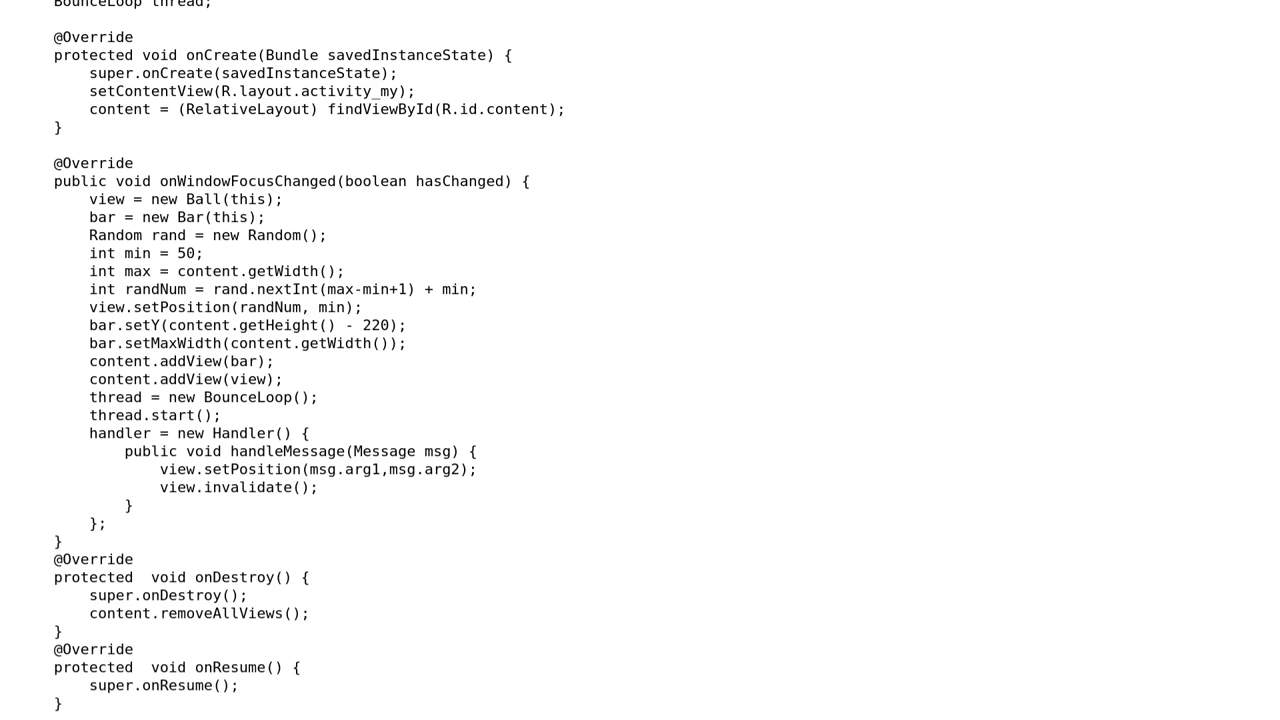 BounceLoop thread;
@Override
protected void onCreate(Bundle savedInstanceState) {
super.onCreate(savedInstanceState);
setContentView(R.layout.activity_my);
content = (RelativeLayout) findViewById(R.id.content);
}
@Override
public void onWindowFocusChanged(boolean hasChanged) {
view = new Ball(this);
bar = new Bar(this);
Random rand = new Random();
int min = 50;
int max = content.getWidth();
int randNum = rand.nextInt(max-min+1) + min;
view.setPosition(randNum, min);
bar.setY(content.getHeight() - 220);
bar.setMaxWidth(content.getWidth());
content.addView(bar);
content.addView(view);
thread = new BounceLoop();
thread.start();
handler = new Handler() {
public void handleMessage(Message msg) {
view.setPosition(msg.arg1,msg.arg2);
view.invalidate();
}
};
}
@Override
protected  void onDestroy() {
super.onDestroy();
content.removeAllViews();
}
@Override
protected  void onResume() {
super.onResume();
}